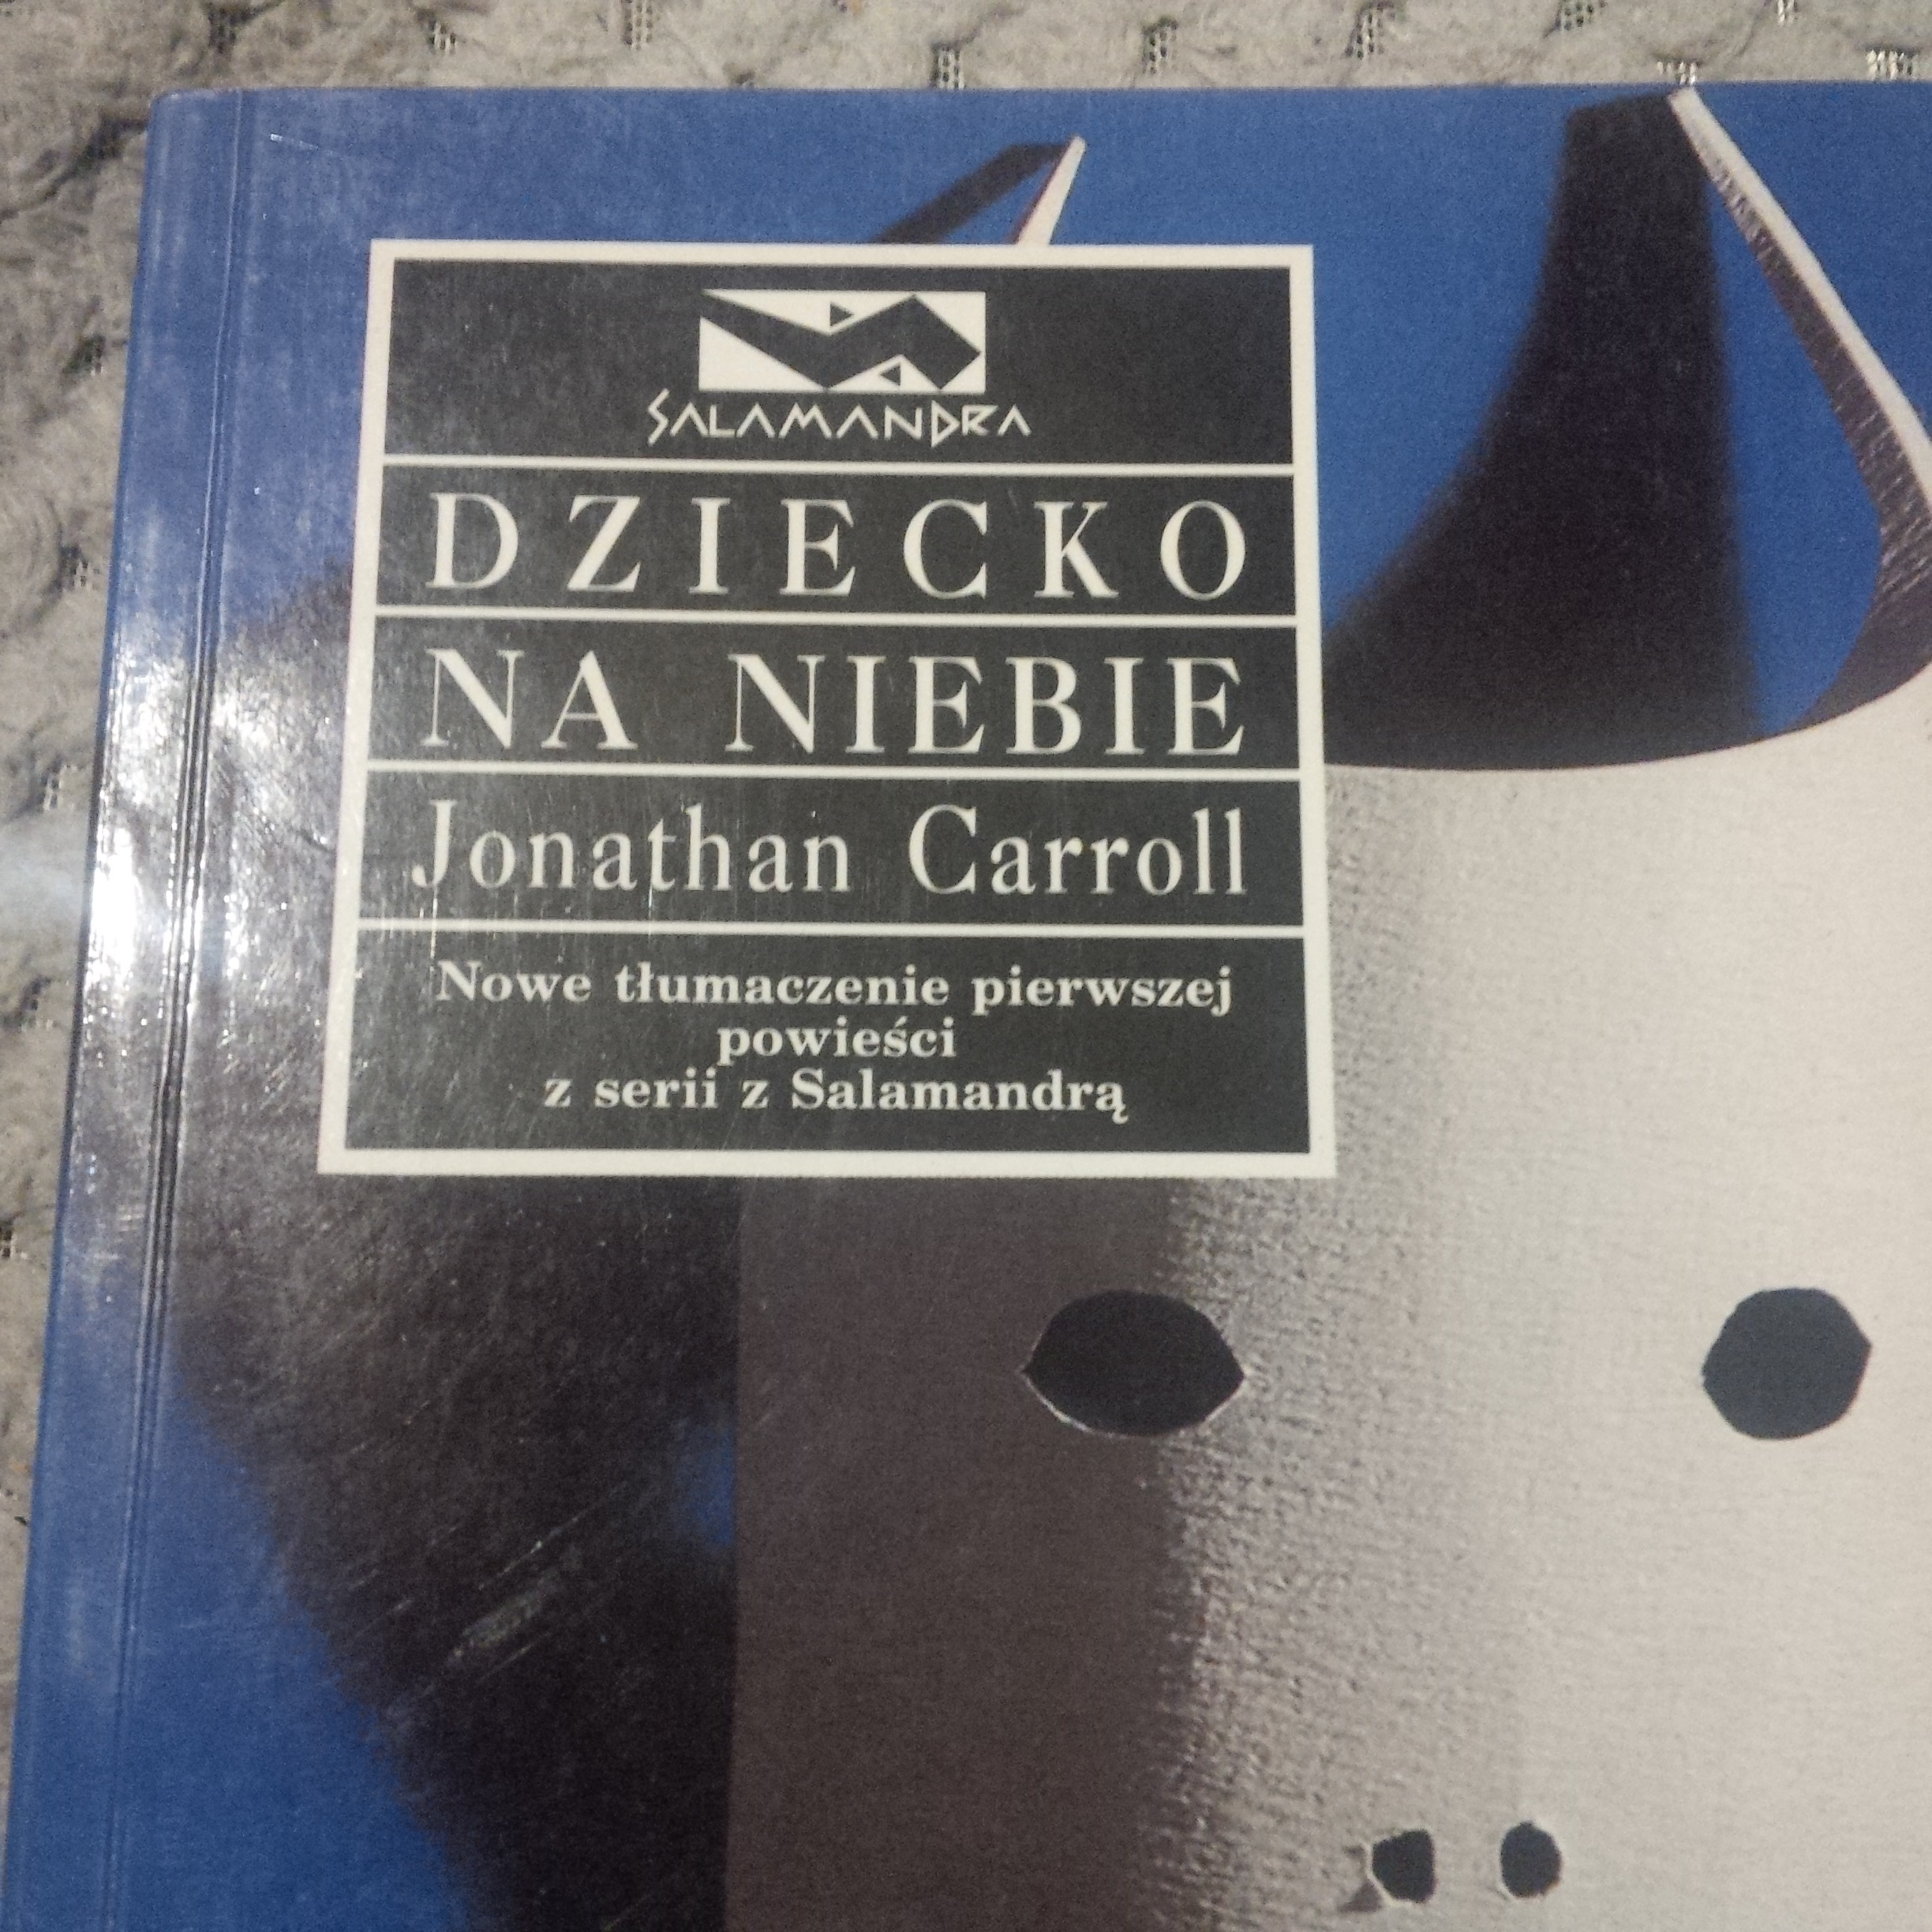 SALAMANDRA
DZIECKO
NA NIEBIE
Jonathan Carroll
Nowe tłumaczenie pierwszej
powieści
z serii z Salamandrą